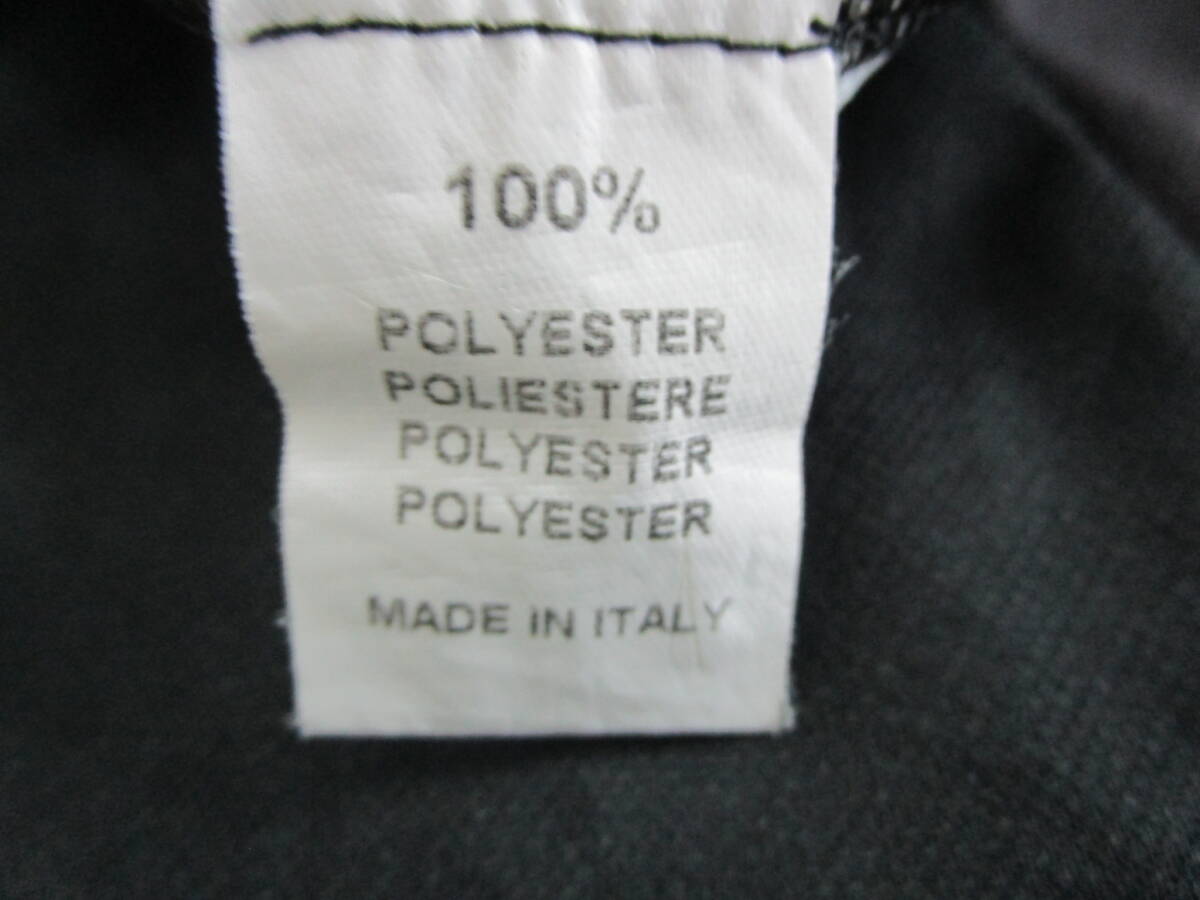 100%
POLYESTER
POLIESTERE
POLYESTER
POLYESTER
MADE IN ITALY